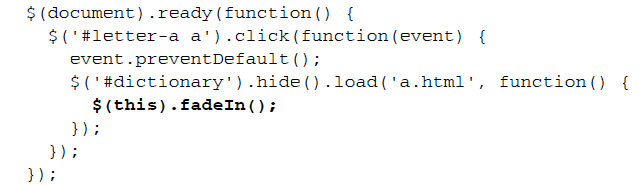 $(document).ready(function() {
  $('#letter-a a').click(function(event) {
    event.preventDefault();
    $('#dictionary').hide().load('a.html', function() {
      $(this).fadeIn();
    });
  });
});